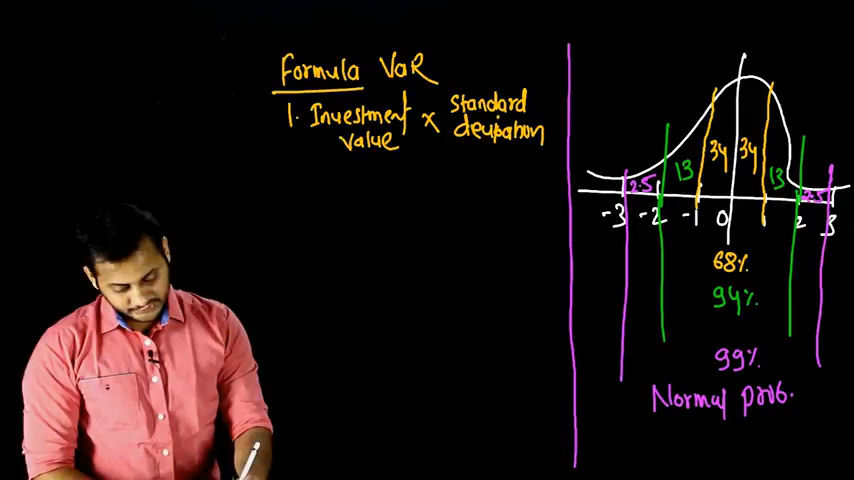 Formula VaR
1. Investment value x standard deviation
34 34
13 13
2.5 2.5
-3 -2 -1 0 1 2 3
68%
94%
99%
Normal prob.